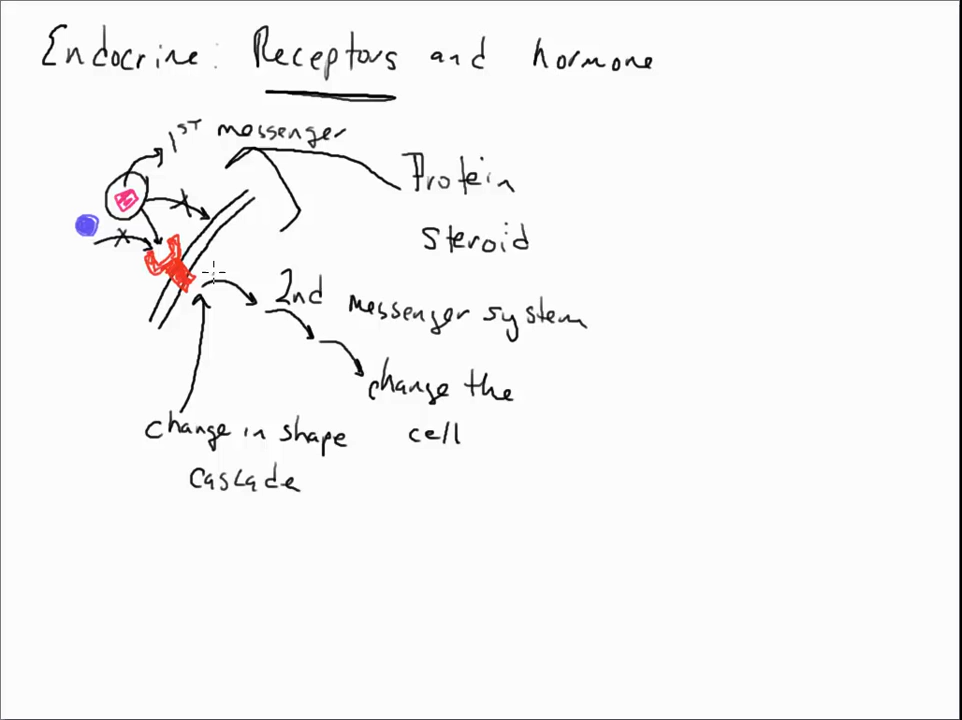 Endocrine: Receptors and hormone
1ST messenger
Protein
steroid
H
2nd messenger system
change the
cell
change in shape
cascade